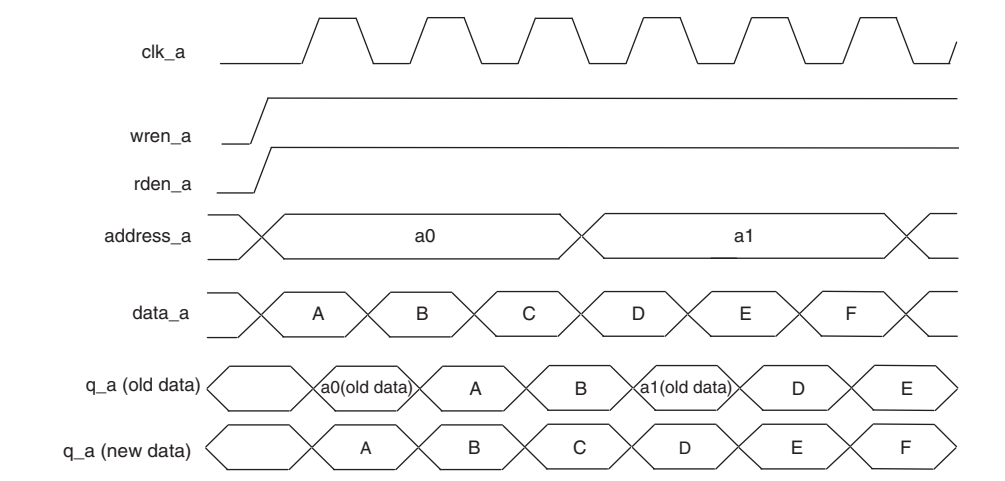 clk_a
wren_a
rden_a
address_a a0 a1
data_a A B C D E F
q_a (old data) a0(old data) A B a1(old data) D E
q_a (new data) A B C D E F